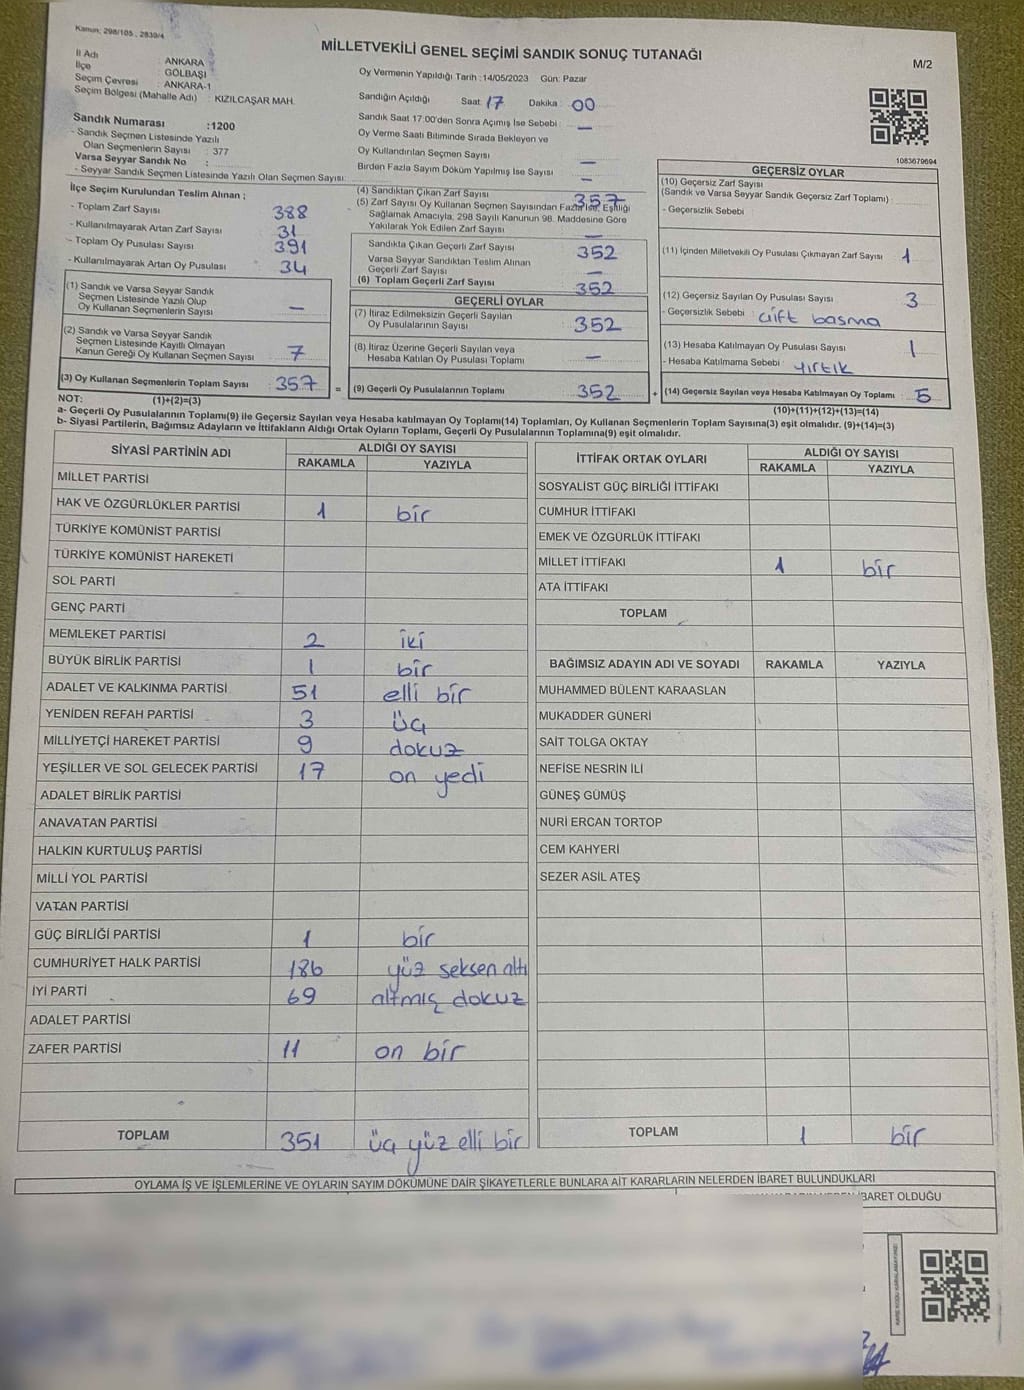 Kanun: 298/105 , 2839/4
MİLLETVEKİLİ GENEL SEÇİMİ SANDIK SONUÇ TUTANAĞI
M/2
İl Adı : ANKARA
İlçe : GÖLBAŞI
Seçim Çevresi : ANKARA-1
Seçim Bölgesi (Mahalle Adı) : KIZILCAŞAR MAH.
Sandık Numarası :1200
- Sandık Seçmen Listesinde Yazılı
Olan Seçmenlerin Sayısı : 377
Varsa Seyyar Sandık No :
- Seyyar Sandık Seçmen Listesinde Yazılı Olan Seçmen Sayısı:
Oy Vermenin Yapıldığı Tarih :14/05/2023 Gün: Pazar
Sandığın Açıldığı Saat 17 Dakika 00
Sandık Saat 17:00'den Sonra Açımış İse Sebebi : —
Oy Verme Saati Bitiminde Sırada Bekleyen ve
Oy Kullandırılan Seçmen Sayısı —
Birden Fazla Sayım Döküm Yapılmış İse Sayısı —
1083679694
İlçe Seçim Kurulundan Teslim Alınan ;
- Toplam Zarf Sayısı 388
- Kullanılmayarak Artan Zarf Sayısı 31
- Toplam Oy Pusulası Sayısı 391
- Kullanılmayarak Artan Oy Pusulası 34
(1) Sandık ve Varsa Seyyar Sandık
Seçmen Listesinde Yazılı Olup
Oy Kullanan Seçmenlerin Sayısı : —
(2) Sandık ve Varsa Seyyar Sandık
Seçmen Listesinde Kayıtlı Olmayan
Kanun Gereği Oy Kullanan Seçmen Sayısı : 7
(3) Oy Kullanan Seçmenlerin Toplam Sayısı : 357 =
(4) Sandıktan Çıkan Zarf Sayısı 357
(5) Zarf Sayısı Oy Kullanan Seçmen Sayısından Fazla İse, Eşitliği
Sağlamak Amacıyla, 298 Sayılı Kanunun 98. Maddesine Göre
Yakılarak Yok Edilen Zarf Sayısı —
Sandıkta Çıkan Geçerli Zarf Sayısı 352
Varsa Seyyar Sandıktan Teslim Alınan
Geçerli Zarf Sayısı —
(6) Toplam Geçerli Zarf Sayısı 352
GEÇERLİ OYLAR
(7) İtiraz Edilmeksizin Geçerli Sayılan
Oy Pusulalarının Sayısı 352
(8) İtiraz Üzerine Geçerli Sayılan veya
Hesaba Katılan Oy Pusulası Toplamı —
(9) Geçerli Oy Pusulalarının Toplamı 352 +
GEÇERSİZ OYLAR
(10) Geçersiz Zarf Sayısı
(Sandık ve Varsa Seyyar Sandık Geçersiz Zarf Toplamı) :
- Geçersizlik Sebebi :
(11) İçinden Milletvekili Oy Pusulası Çıkmayan Zarf Sayısı 1
(12) Geçersiz Sayılan Oy Pusulası Sayısı 3
- Geçersizlik Sebebi : çift basma
(13) Hesaba Katılmayan Oy Pusulası Sayısı 1
- Hesaba Katılmama Sebebi : yırtık
(14) Geçersiz Sayılan veya Hesaba Katılmayan Oy Toplamı 5
NOT: (1)+(2)=(3)
(10)+(11)+(12)+(13)=(14)
a- Geçerli Oy Pusulalarının Toplamı(9) ile Geçersiz Sayılan veya Hesaba katılmayan Oy Toplamı(14) Toplamları, Oy Kullanan Seçmenlerin Toplam Sayısına(3) eşit olmalıdır. (9)+(14)=(3)
b- Siyasi Partilerin, Bağımsız Adayların ve İttifakların Aldığı Ortak Oyların Toplamı, Geçerli Oy Pusulalarının Toplamına(9) eşit olmalıdır.
SİYASİ PARTİNİN ADI ALDIĞI OY SAYISI
RAKAMLA YAZIYLA
MİLLET PARTİSİ
HAK VE ÖZGÜRLÜKLER PARTİSİ 1 bir
TÜRKİYE KOMÜNİST PARTİSİ
TÜRKİYE KOMÜNİST HAREKETİ
SOL PARTİ
GENÇ PARTİ
MEMLEKET PARTİSİ 2 iki
BÜYÜK BİRLİK PARTİSİ 1 bir
ADALET VE KALKINMA PARTİSİ 51 elli bir
YENİDEN REFAH PARTİSİ 3 üç
MİLLİYETÇİ HAREKET PARTİSİ 9 dokuz
YEŞİLLER VE SOL GELECEK PARTİSİ 17 on yedi
ADALET BİRLİK PARTİSİ
ANAVATAN PARTİSİ
HALKIN KURTULUŞ PARTİSİ
MİLLİ YOL PARTİSİ
VATAN PARTİSİ
GÜÇ BİRLİĞİ PARTİSİ 1 bir
CUMHURİYET HALK PARTİSİ 186 yüz seksen altı
İYİ PARTİ 69 altmış dokuz
ADALET PARTİSİ
ZAFER PARTİSİ 11 on bir
TOPLAM 351 üç yüz elli bir
İTTİFAK ORTAK OYLARI ALDIĞI OY SAYISI
RAKAMLA YAZIYLA
SOSYALİST GÜÇ BİRLİĞİ İTTİFAKI
CUMHUR İTTİFAKI
EMEK VE ÖZGÜRLÜK İTTİFAKI
MİLLET İTTİFAKI 1 bir
ATA İTTİFAKI
TOPLAM
BAĞIMSIZ ADAYIN ADI VE SOYADI RAKAMLA YAZIYLA
MUHAMMED BÜLENT KARAASLAN
MUKADDER GÜNERİ
SAİT TOLGA OKTAY
NEFİSE NESRİN İLİ
GÜNEŞ GÜMÜŞ
NURİ ERCAN TORTOP
CEM KAHYERİ
SEZER ASİL ATEŞ
TOPLAM 1 bir
OYLAMA İŞ VE İŞLEMLERİNE VE OYLARIN SAYIM DÖKÜMÜNE DAİR ŞİKAYETLERLE BUNLARA AİT KARARLARIN NELERDEN İBARET BULUNDUKLARI
İBARET OLDUĞU